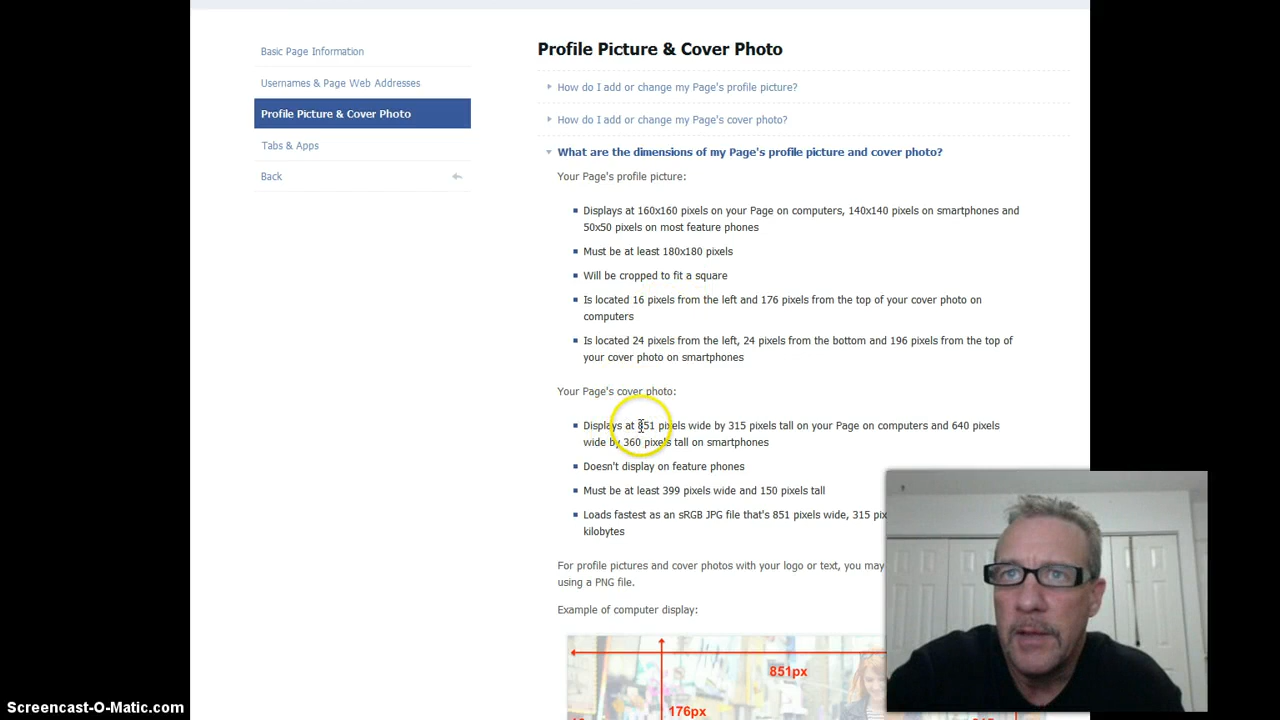 Profile Picture & Cover Photo
Basic Page Information
Usernames & Page Web Addresses
Profile Picture & Cover Photo
Tabs & Apps
Back
How do I add or change my Page's profile picture?
How do I add or change my Page's cover photo?
What are the dimensions of my Page's profile picture and cover photo?
Your Page's profile picture:
Displays at 160x160 pixels on your Page on computers, 140x140 pixels on smartphones and
50x50 pixels on most feature phones
Must be at least 180x180 pixels
Will be cropped to fit a square
Is located 16 pixels from the left and 176 pixels from the top of your cover photo on
computers
Is located 24 pixels from the left, 24 pixels from the bottom and 196 pixels from the top of
your cover photo on smartphones
Your Page's cover photo:
Displays at 851 pixels wide by 315 pixels tall on your Page on computers and 640 pixels
wide by 360 pixels tall on smartphones
Doesn't display on feature phones
Must be at least 399 pixels wide and 150 pixels tall
Loads fastest as an sRGB JPG file that's 851 pixels wide, 315
kilobytes
For profile pictures and cover photos with your logo or text, you may
using a PNG file.
Example of computer display:
851px
176px
Screencast-O-Matic.com